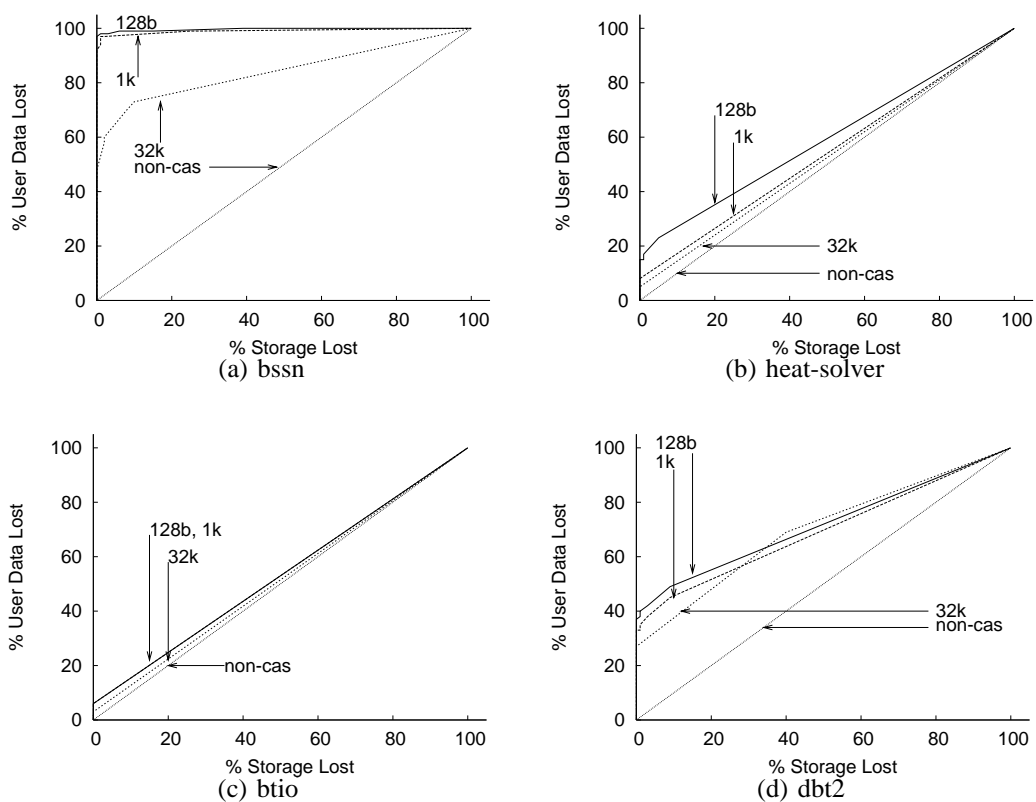 100
80
60
40
20
0
% User Data Lost
128b
1k
32k
non-cas
0 20 40 60 80 100
% Storage Lost
(a) bssn
100
80
60
40
20
0
% User Data Lost
128b
1k
32k
non-cas
0 20 40 60 80 100
% Storage Lost
(b) heat-solver
100
80
60
40
20
0
% User Data Lost
128b, 1k
32k
non-cas
0 20 40 60 80 100
% Storage Lost
(c) btio
100
80
60
40
20
0
% User Data Lost
128b
1k
32k
non-cas
0 20 40 60 80 100
% Storage Lost
(d) dbt2